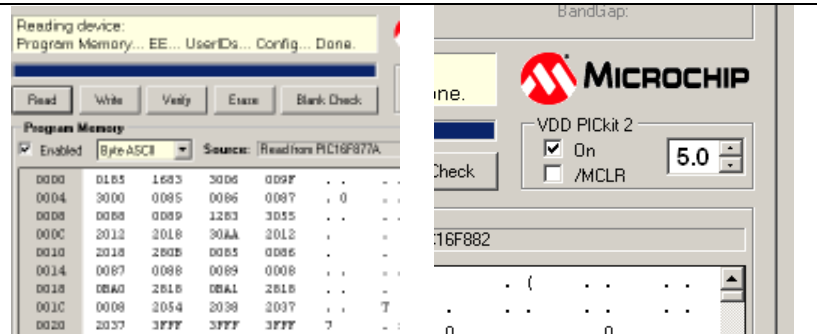 Reading device:
Program Memory... EE... UserIDs... Config... Done.
Read Write Verify Erase Blank Check
Program Memory
Enabled Byte ASCII Source: Read from PIC16F877A
0000 0185 1683 3006 009F . .
0004 3000 0085 0086 0087 . 0 . .
0008 0088 0089 1283 3055 . . . .
000C 2012 2018 30AA 2012 . .
0010 2018 280B 0085 0086 . .
0014 0087 0088 0089 0008 . . . .
0018 0BA0 2818 0BA1 2818 . . .
001C 0008 2054 2038 2037 . . T
0020 2037 3FFF 3FFF 3FFF 7
BandGap:
one.
MICROCHIP
VDD PICkit 2
On
/MCLR
5.0
Check
C16F882
. ( . . . .
. . . . .